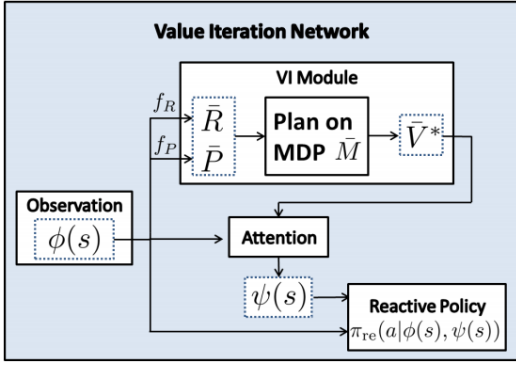 Value Iteration Network
VI Module
f_R
R̄
Plan on
V̄*
f_P
P̄
MDP M̄
Observation
ϕ(s)
Attention
ψ(s)
Reactive Policy
π_re(a|ϕ(s), ψ(s))